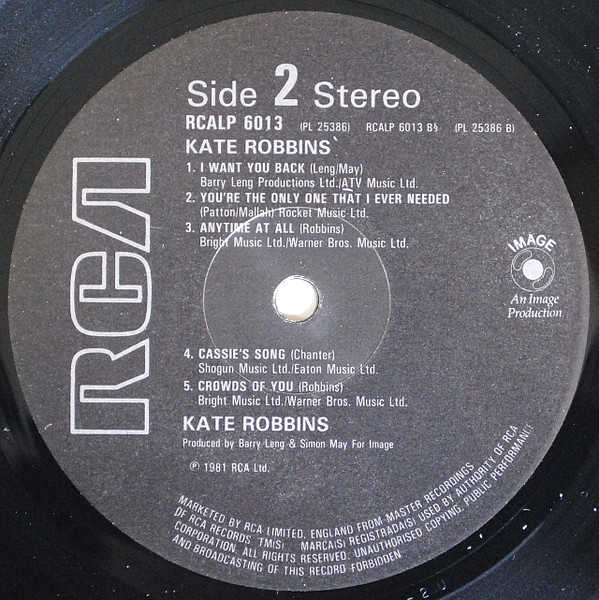 Side 2 Stereo
RCALP 6013 (PL 25386) RCALP 6013 B§ (PL 25386 B)
KATE ROBBINS`
1. I WANT YOU BACK (Leng/May)
Barry Leng Productions Ltd./ATV Music Ltd.
2. YOU'RE THE ONLY ONE THAT I EVER NEEDED
(Patton/Mallah) Rocket Music Ltd.
3. ANYTIME AT ALL (Robbins)
Bright Music Ltd./Warner Bros. Music Ltd.
RCA
IMAGE
An Image
Production
4. CASSIE'S SONG (Chanter)
Shogun Music Ltd./Eaton Music Ltd.
5. CROWDS OF YOU (Robbins)
Bright Music Ltd./Warner Bros. Music Ltd.
KATE ROBBINS
Produced by Barry Leng & Simon May For Image
℗ 1981 RCA Ltd.
MARKETED BY RCA LIMITED, ENGLAND FROM MASTER RECORDINGS
OF RCA RECORDS TM(S) MARCA(S) REGISTRADA(S) USED BY AUTHORITY OF RCA
CORPORATION. ALL RIGHTS RESERVED. UNAUTHORISED COPYING, PUBLIC PERFORMANCE
AND BROADCASTING OF THIS RECORD FORBIDDEN